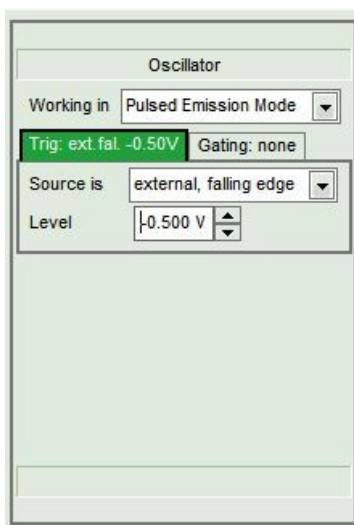 Oscillator
Working in Pulsed Emission Mode
Trig: ext.fal. -0.50V Gating: none
Source is external, falling edge
Level -0.500 V